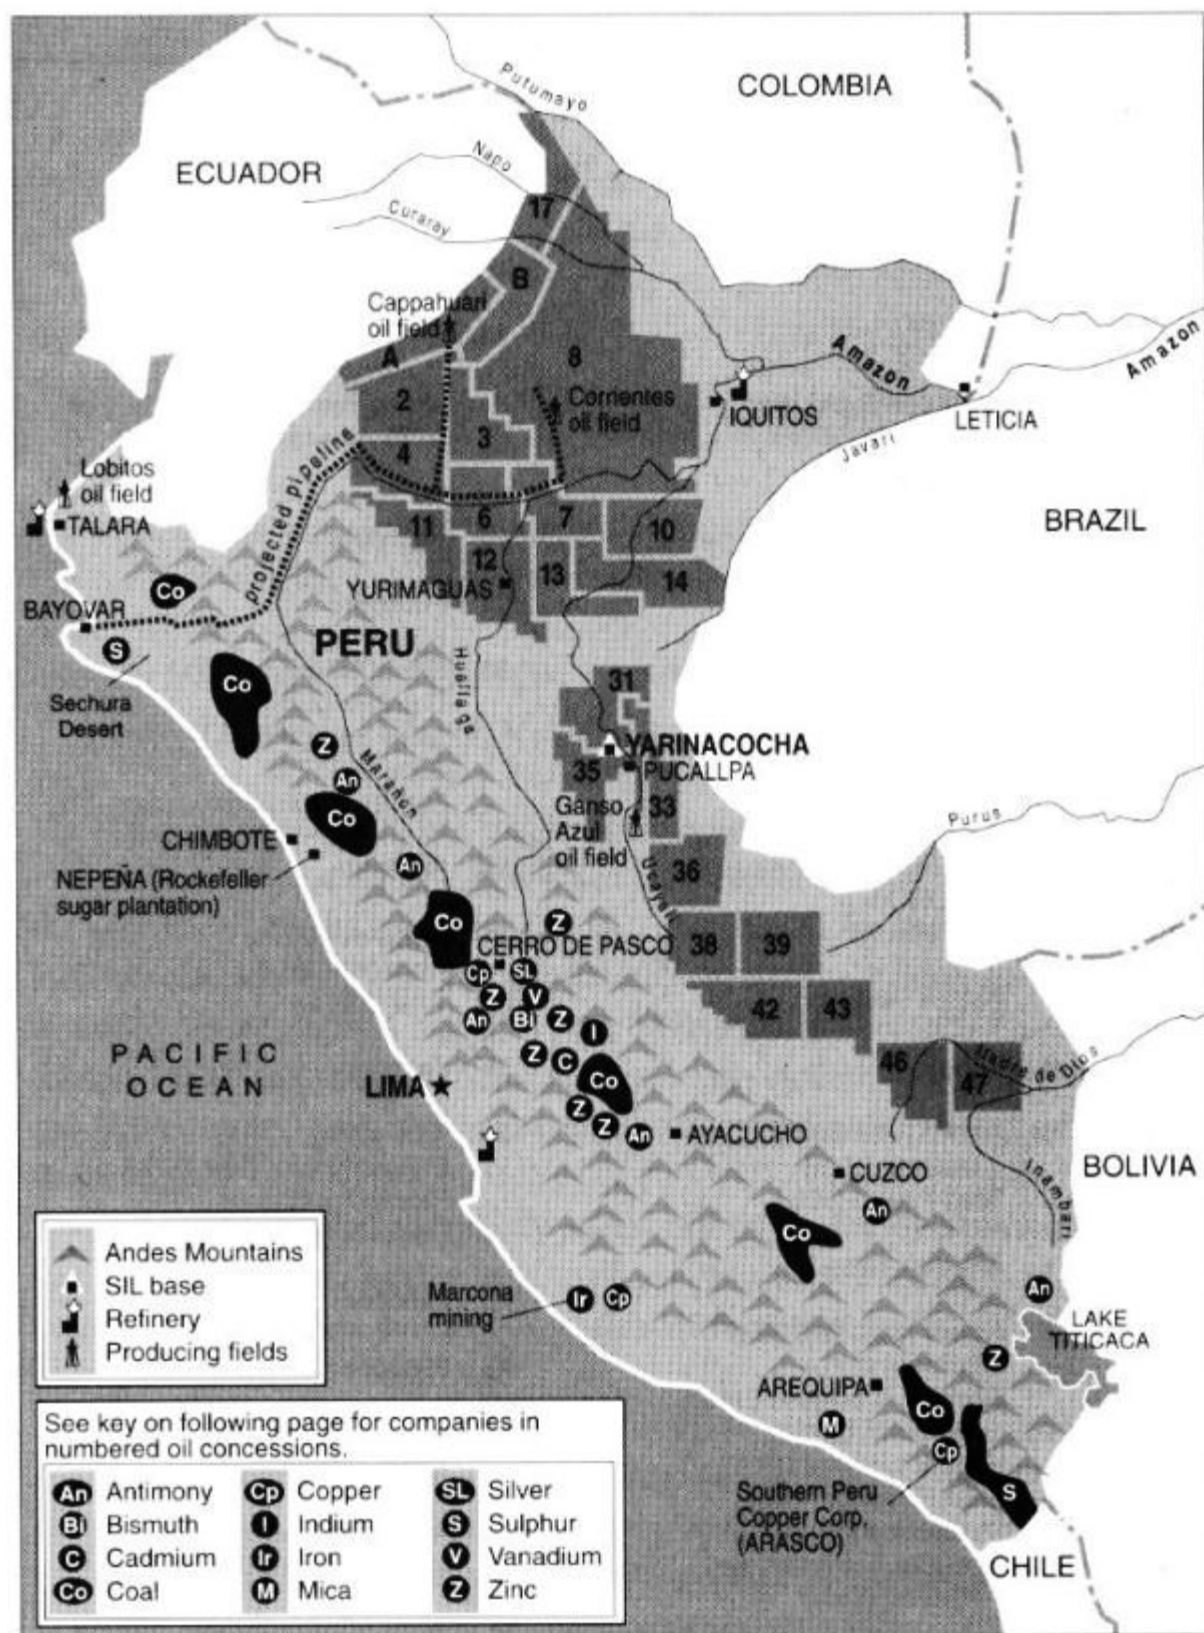 Putumayo
COLOMBIA
Napo
ECUADOR
Curaray
17
B
Cappahuari
oil field
A
8
Amazon
Amazon
2
Corrientes
oil field
IQUITOS
LETICIA
3
Javari
4
projected pipeline
Lobitos
oil field
TALARA
BRAZIL
11
6
7
10
12
13
14
YURIMAGUAS
Co
BAYOVAR
PERU
S
Huallaga
31
Co
Sechura
Desert
YARINACOCHA
PUCALLPA
35
Z
Marañon
An
33
Ganso
Azul
oil field
Purus
Co
CHIMBOTE
An
NEPEÑA (Rockefeller
sugar plantation)
36
Ucayali
Co
Z
CERRO DE PASCO
38
39
Cp
SL
Z
V
An
Bi
Z
I
42
43
PACIFIC
OCEAN
Z
C
Co
46
47
Madre de Dios
LIMA
Z
Z
An
AYACUCHO
CUZCO
BOLIVIA
Inambari
An
Co
Andes Mountains
SIL base
Refinery
Producing fields
Marcona
mining
Ir
Cp
An
LAKE
TITICACA
Z
AREQUIPA
Co
M
Cp
S
Southern Peru
Copper Corp.
(ARASCO)
CHILE
See key on following page for companies in
numbered oil concessions.
An Antimony
Cp Copper
SL Silver
Bi Bismuth
I Indium
S Sulphur
C Cadmium
Ir Iron
V Vanadium
Co Coal
M Mica
Z Zinc